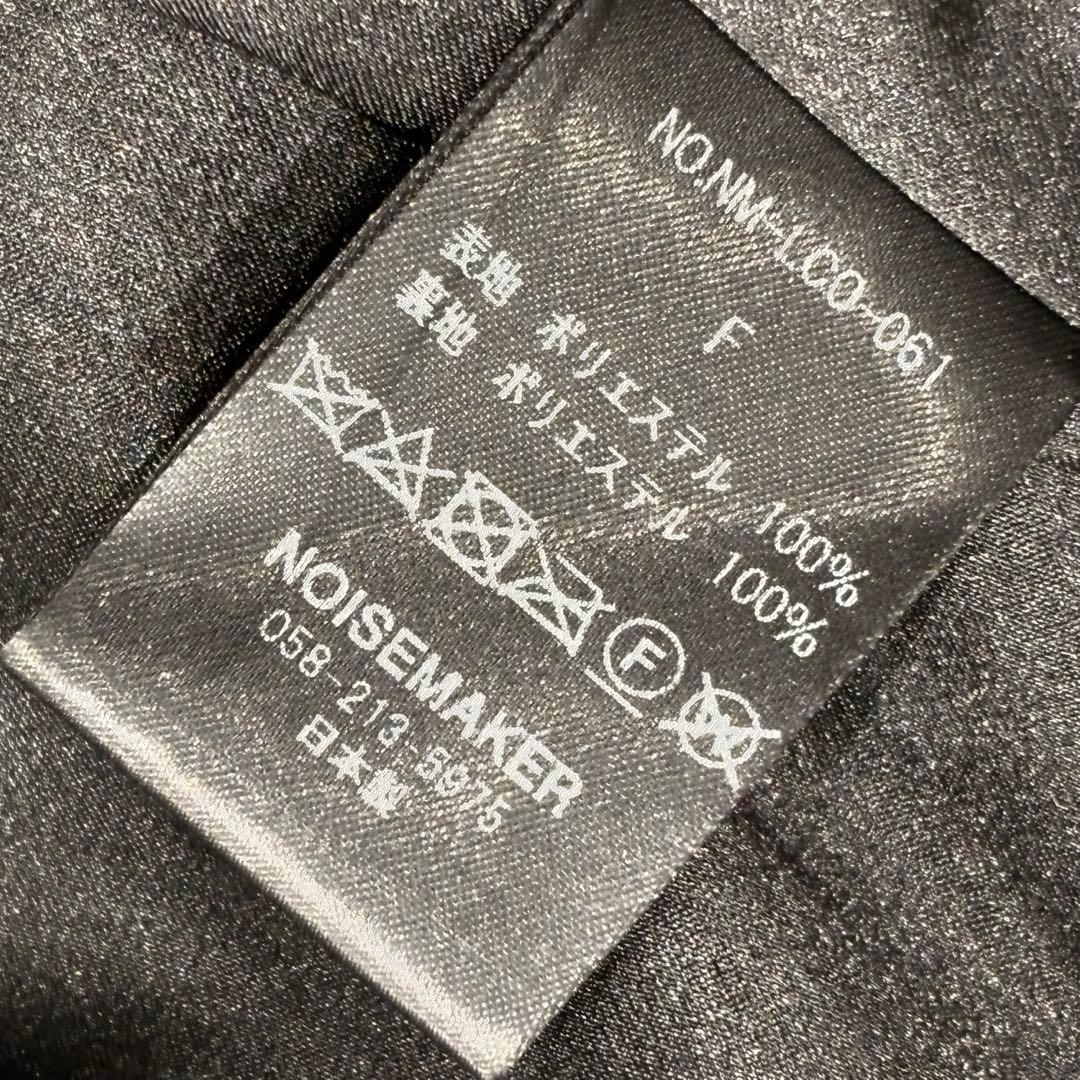 NO.NM-LCO-061
F
表地 ポリエステル 100%
裏地 ポリエステル 100%
F W
NOISEMAKER
058-213-5975
日本製